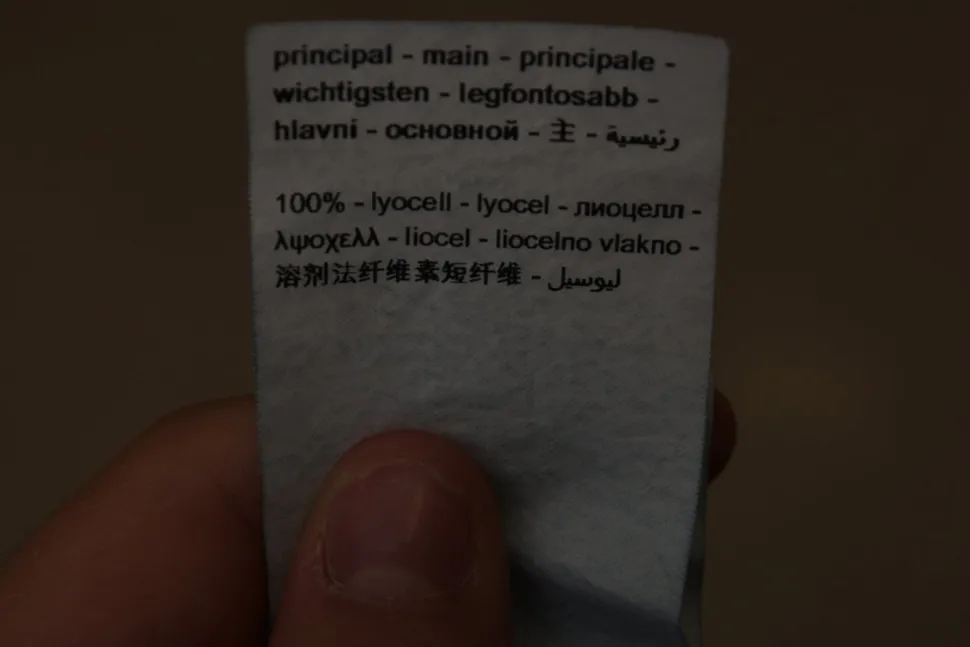 principal - main - principale -
wichtigsten - legfontosabb -
hlavní - основной - 主 - رئيسية
100% - lyocell - lyocel - лиоцелл -
λψοχελλ - liocel - liocelno vlakno -
溶剂法纤维素短纤维 - ليوسيل